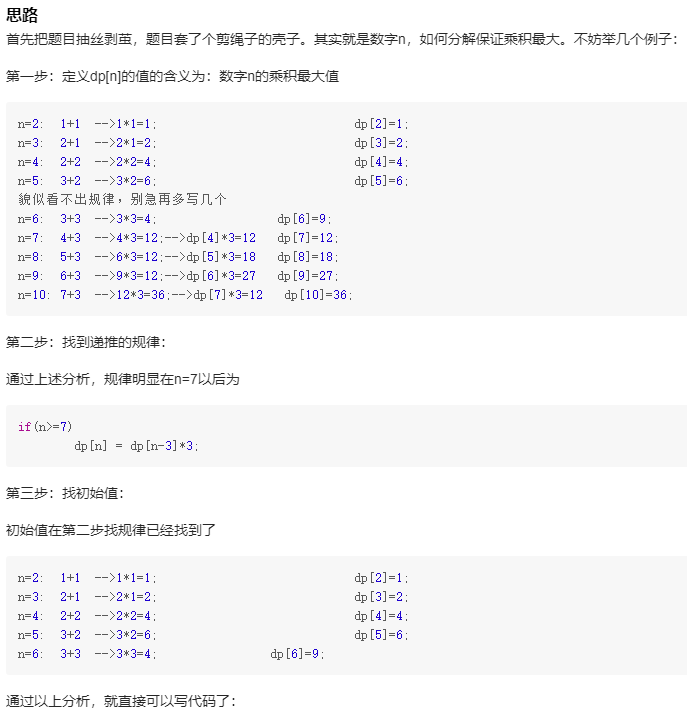 思路
首先把题目抽丝剥茧，题目套了个剪绳子的壳子。其实就是数字n，如何分解保证乘积最大。不妨举几个例子：
第一步：定义dp[n]的值的含义为：数字n的乘积最大值
n=2:  1+1  -->1*1=1;                         dp[2]=1;
n=3:  2+1  -->2*1=2;                         dp[3]=2;
n=4:  2+2  -->2*2=4;                         dp[4]=4;
n=5:  3+2  -->3*2=6;                         dp[5]=6;
貌似看不出规律，别急再多写几个
n=6:  3+3  -->3*3=4;               dp[6]=9;
n=7:  4+3  -->4*3=12;-->dp[4]*3=12   dp[7]=12;
n=8:  5+3  -->6*3=12;-->dp[5]*3=18   dp[8]=18;
n=9:  6+3  -->9*3=12;-->dp[6]*3=27   dp[9]=27;
n=10: 7+3  -->12*3=36;-->dp[7]*3=12   dp[10]=36;
第二步：找到递推的规律：
通过上述分析，规律明显在n=7以后为
if(n>=7)
dp[n] = dp[n-3]*3;
第三步：找初始值：
初始值在第二步找规律已经找到了
n=2:  1+1  -->1*1=1;                         dp[2]=1;
n=3:  2+1  -->2*1=2;                         dp[3]=2;
n=4:  2+2  -->2*2=4;                         dp[4]=4;
n=5:  3+2  -->3*2=6;                         dp[5]=6;
n=6:  3+3  -->3*3=4;              dp[6]=9;
通过以上分析，就直接可以写代码了：